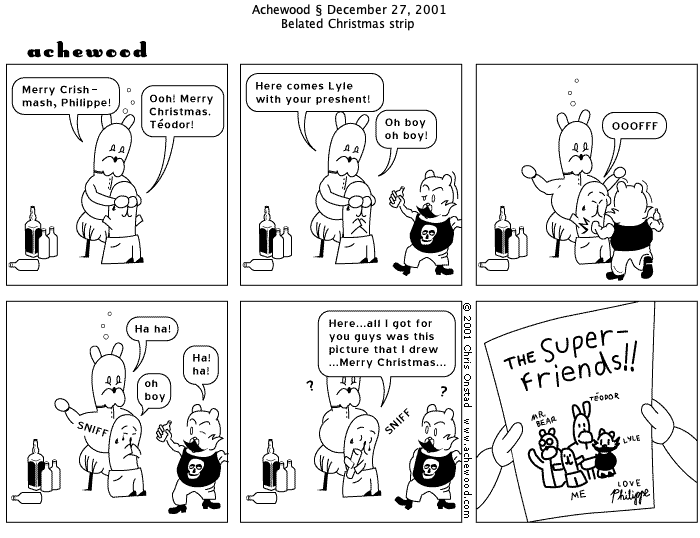 Achewood § December 27, 2001
Belated Christmas strip
achewood
Merry Crish-
mash, Philippe!
Ooh! Merry
Christmas.
Téodor!
Here comes Lyle
with your preshent!
Oh boy
oh boy!
OOOFFF
Ha ha!
oh
boy
Ha!
ha!
SNIFF
Here...all I got for
you guys was this
picture that I drew
...Merry Christmas...
?
?
SNIFF
© 2001 Chris Onstad www.achewood.com
THE Super-
Friends!!
MR.
BEAR
TÉODOR
LYLE
ME
LOVE
Philippe